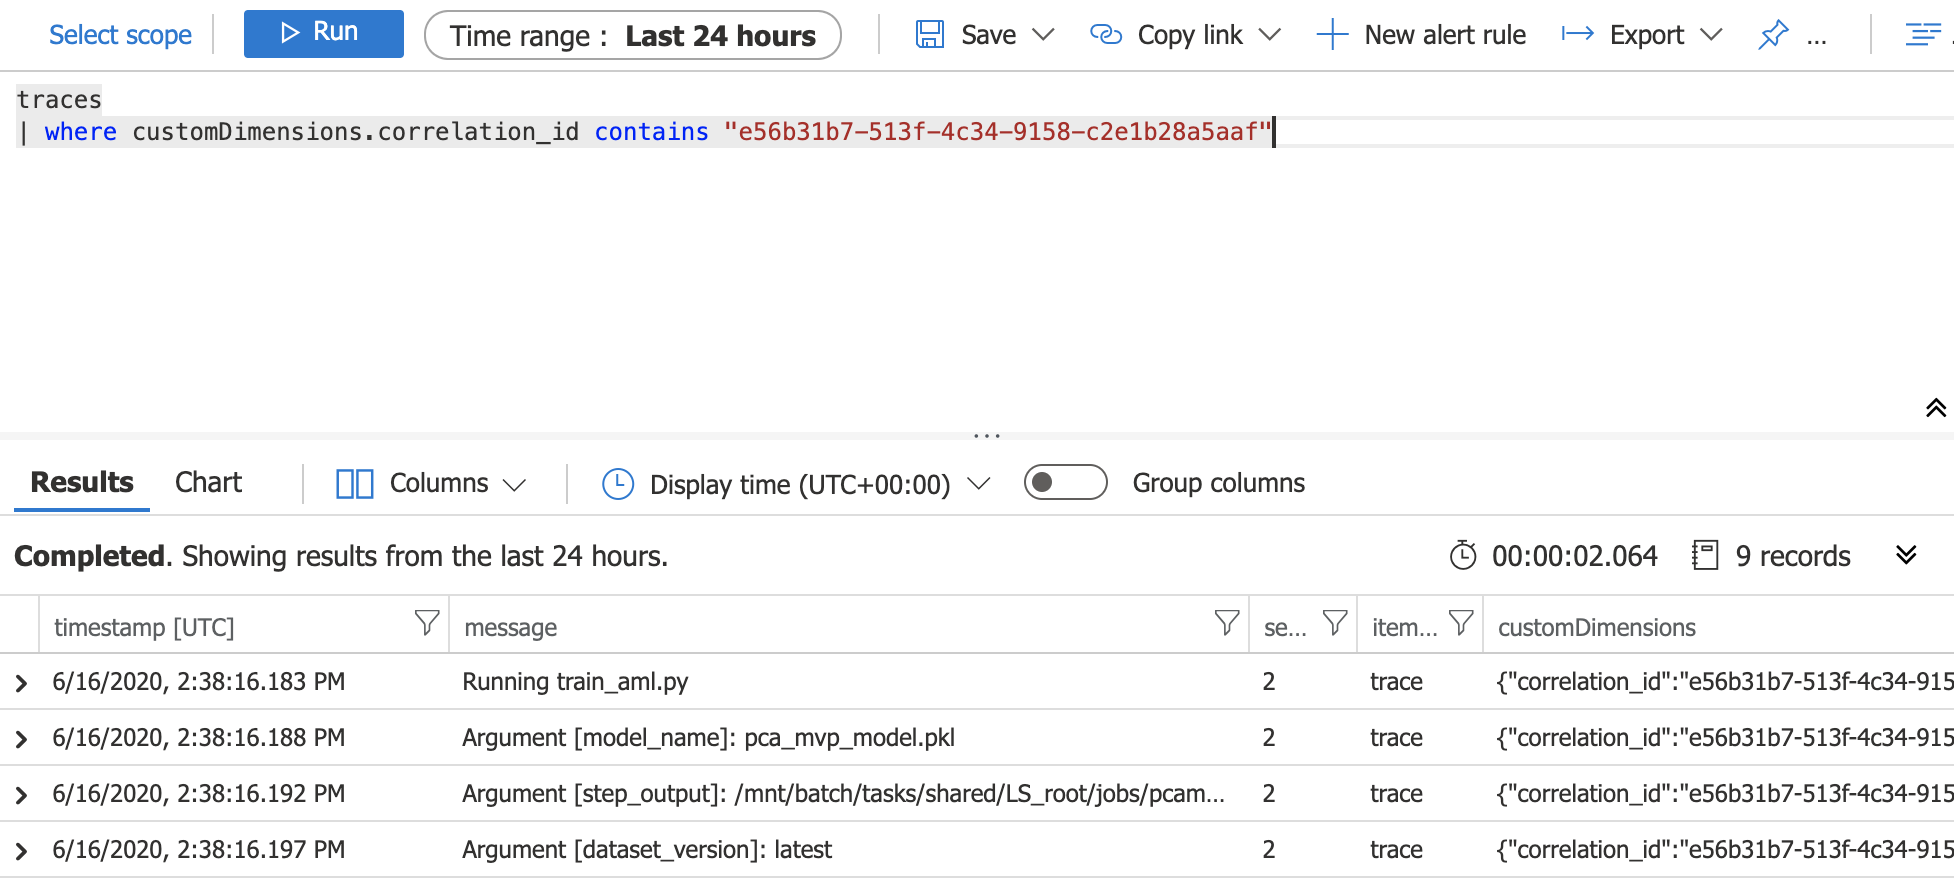 Select scope Run Time range : Last 24 hours Save Copy link New alert rule Export ...
traces
| where customDimensions.correlation_id contains "e56b31b7-513f-4c34-9158-c2e1b28a5aaf"
...
Results Chart Columns Display time (UTC+00:00) Group columns
Completed. Showing results from the last 24 hours. 00:00:02.064 9 records
timestamp [UTC] message se... item... customDimensions
6/16/2020, 2:38:16.183 PM Running train_aml.py 2 trace {"correlation_id":"e56b31b7-513f-4c34-915
6/16/2020, 2:38:16.188 PM Argument [model_name]: pca_mvp_model.pkl 2 trace {"correlation_id":"e56b31b7-513f-4c34-915
6/16/2020, 2:38:16.192 PM Argument [step_output]: /mnt/batch/tasks/shared/LS_root/jobs/pcam... 2 trace {"correlation_id":"e56b31b7-513f-4c34-915
6/16/2020, 2:38:16.197 PM Argument [dataset_version]: latest 2 trace {"correlation_id":"e56b31b7-513f-4c34-915